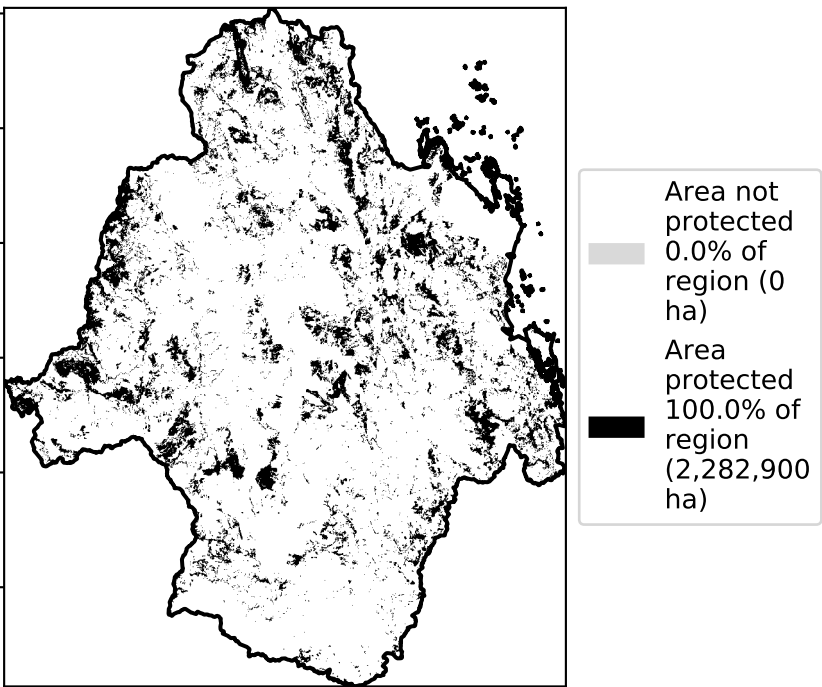 Area not
protected
0.0% of
region (0
ha)
Area
protected
100.0% of
region
(2,282,900
ha)